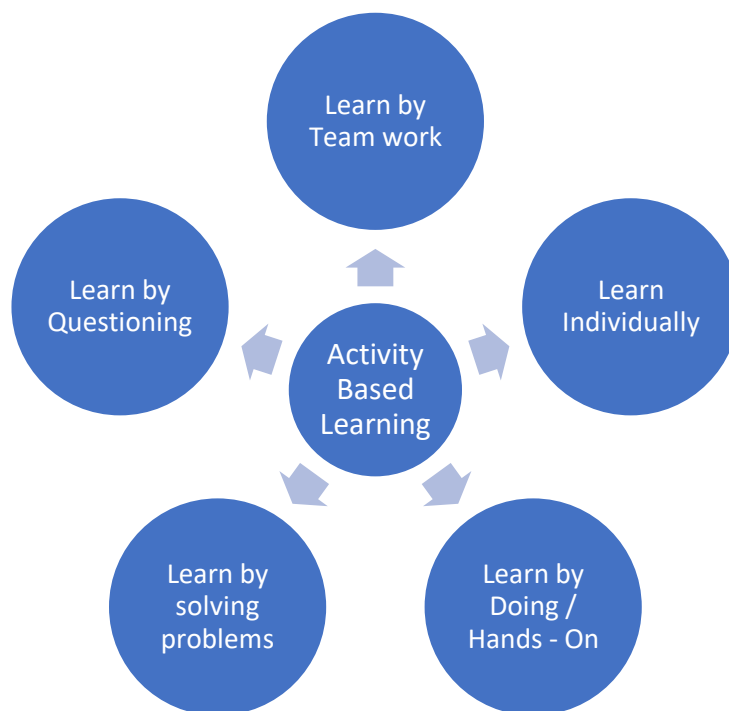 Learn by
Team work
Learn
Individually
Learn by
Doing /
Hands - On
Learn by
solving
problems
Learn by
Questioning
Activity
Based
Learning